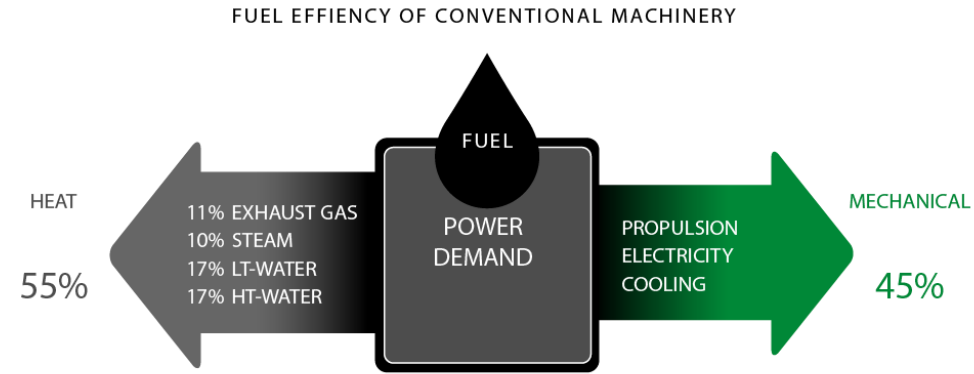 FUEL EFFIENCY OF CONVENTIONAL MACHINERY
FUEL
POWER
DEMAND
HEAT
55%
11% EXHAUST GAS
10% STEAM
17% LT-WATER
17% HT-WATER
PROPULSION
ELECTRICITY
COOLING
MECHANICAL
45%